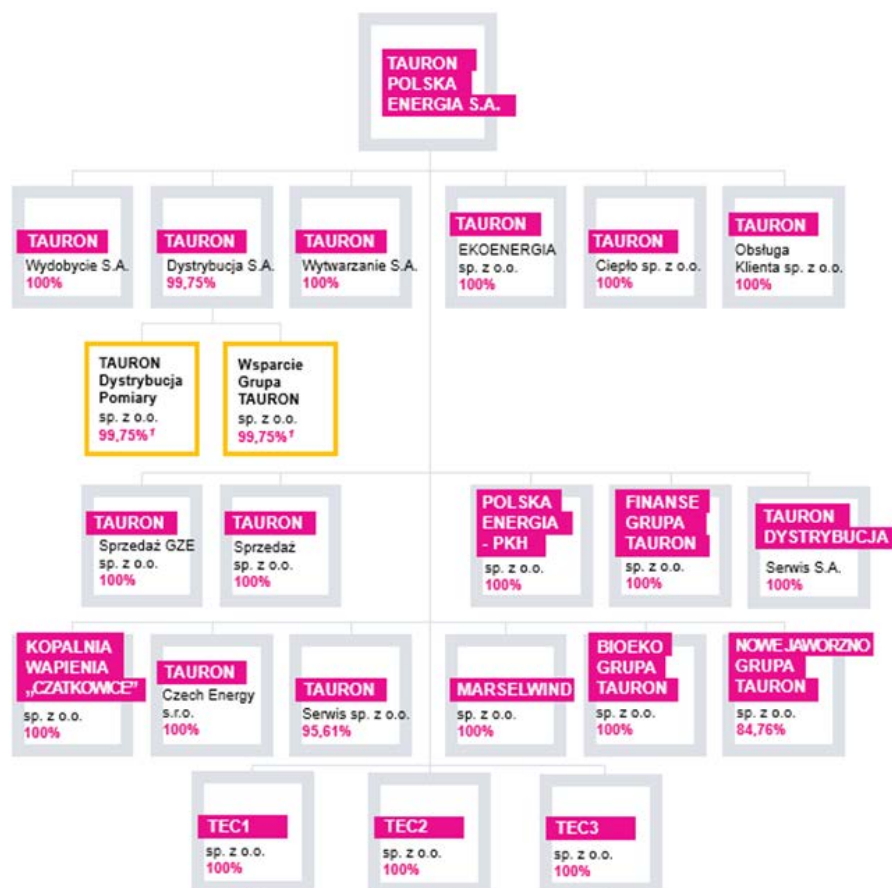 TAURON
POLSKA
ENERGIA S.A.
TAURON
Wydobycie S.A.
100%
TAURON
Dystrybucja S.A.
99,75%
TAURON
Wytwarzanie S.A.
100%
TAURON
EKOENERGIA
sp. z o.o.
100%
TAURON
Ciepło sp. z o.o.
100%
TAURON
Obsługa
Klienta sp. z o.o.
100%
TAURON
Dystrybucja
Pomiary
sp. z o.o.
99,75% ¹
Wsparcie
Grupa
TAURON
sp. z o.o.
99,75% ¹
TAURON
Sprzedaż GZE
sp. z o.o.
100%
TAURON
Sprzedaż
sp. z o.o.
100%
POLSKA
ENERGIA
- PKH
sp. z o.o.
100%
FINANSE
GRUPA
TAURON
sp. z o.o.
100%
TAURON
DYSTRYBUCJA
Serwis S.A.
100%
KOPALNIA
WAPIENIA
„CZATKOWICE”
sp. z o.o.
100%
TAURON
Czech Energy
s.r.o.
100%
TAURON
Serwis sp. z o.o.
95,61%
MARSELWIND
sp. z o.o.
100%
BIOEKO
GRUPA
TAURON
sp. z o.o.
100%
NOWE JAWORZNO
GRUPA
TAURON
sp. z o.o.
84,76%
TEC1
sp. z o.o.
100%
TEC2
sp. z o.o.
100%
TEC3
sp. z o.o.
100%